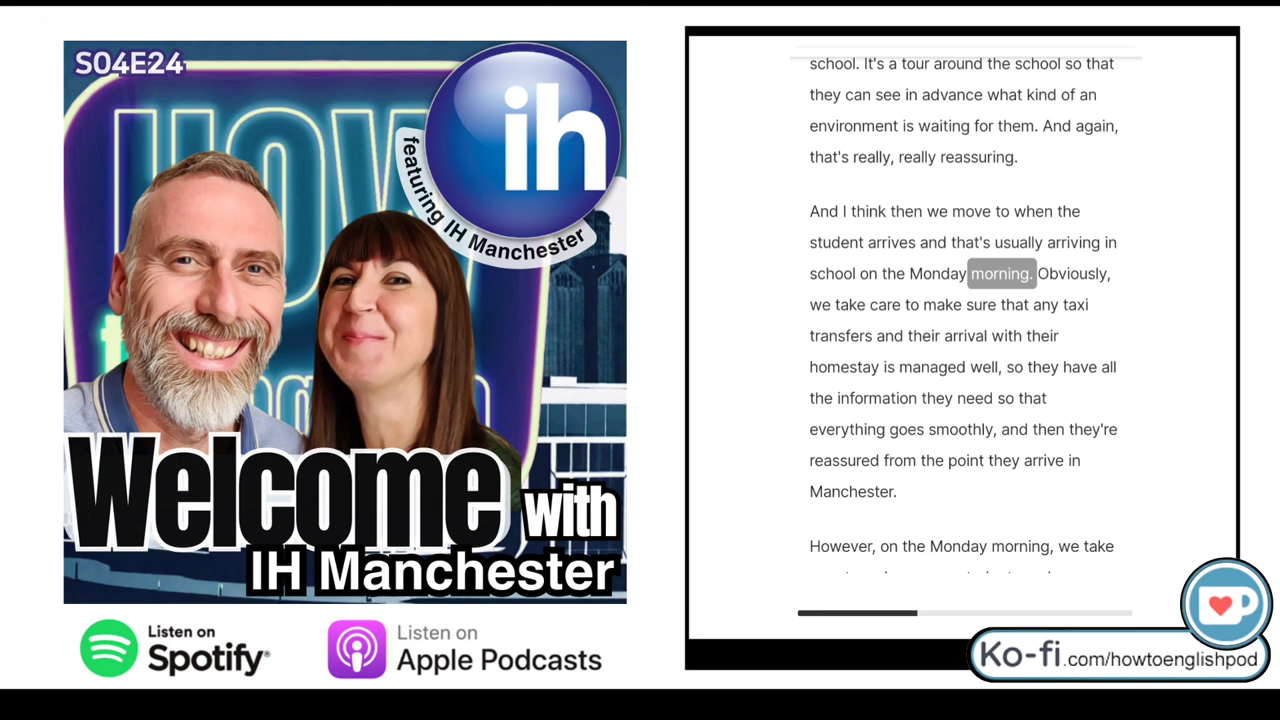 S04E24
ih
featuring IH Manchester
HOW
Welcome with
IH Manchester
Listen on
Spotify
Listen on
Apple Podcasts
school. It's a tour around the school so that
they can see in advance what kind of an
environment is waiting for them. And again,
that's really, really reassuring.
And I think then we move to when the
student arrives and that's usually arriving in
school on the Monday morning. Obviously,
we take care to make sure that any taxi
transfers and their arrival with their
homestay is managed well, so they have all
the information they need so that
everything goes smoothly, and then they're
reassured from the point they arrive in
Manchester.
However, on the Monday morning, we take
Ko-fi.com/howtoenglishpod